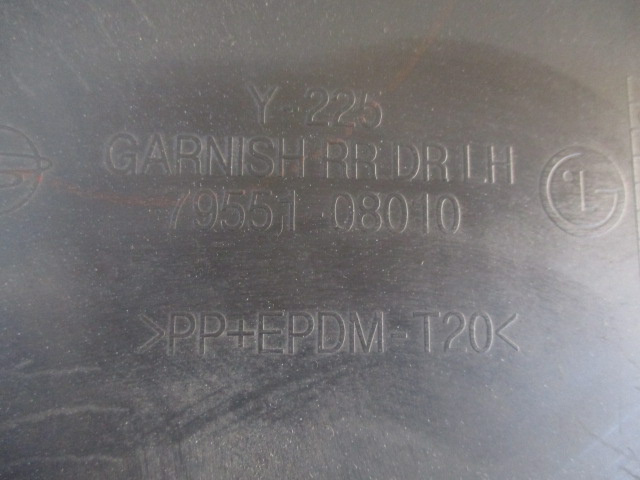 Y-225
GARNISH RR DR LH
79551-08010
>PP+EPDM-T20<